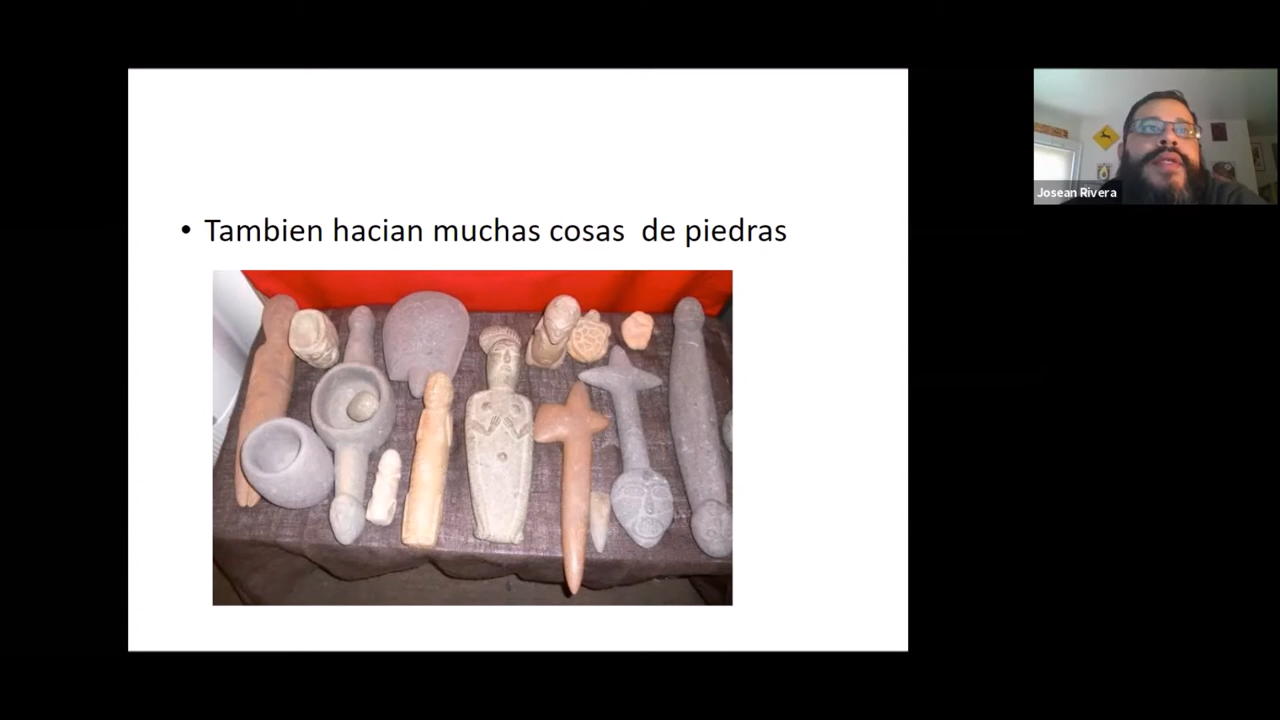 • Tambien hacian muchas cosas  de piedras
Josean Rivera